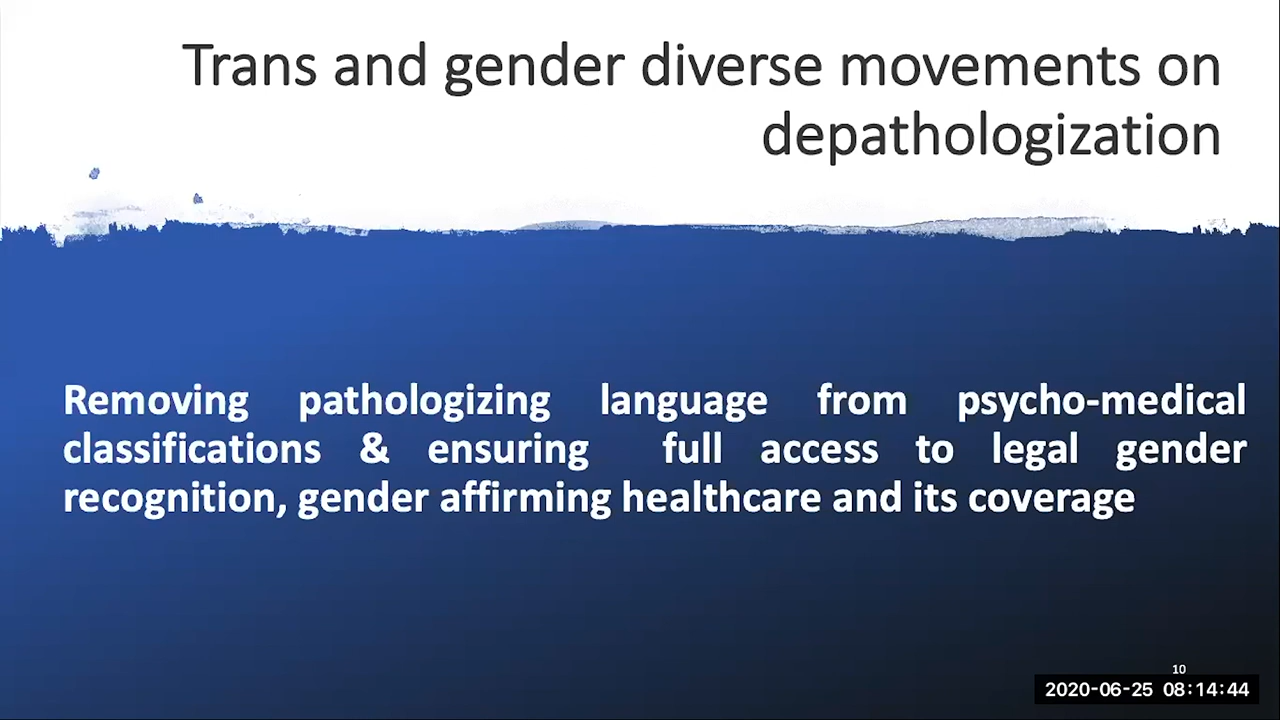 Trans and gender diverse movements on
depathologization
Removing pathologizing language from psycho-medical
classifications & ensuring full access to legal gender
recognition, gender affirming healthcare and its coverage
10
2020-06-25 08:14:44